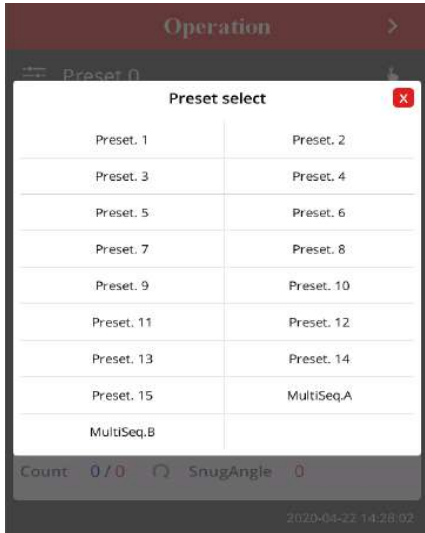 Operation >
Preset 0
Preset select X
Preset. 1 Preset. 2
Preset. 3 Preset. 4
Preset. 5 Preset. 6
Preset. 7 Preset. 8
Preset. 9 Preset. 10
Preset. 11 Preset. 12
Preset. 13 Preset. 14
Preset. 15 MultiSeq.A
MultiSeq.B
Count 0 / 0 SnugAngle 0
2020-04-22 14:28:02